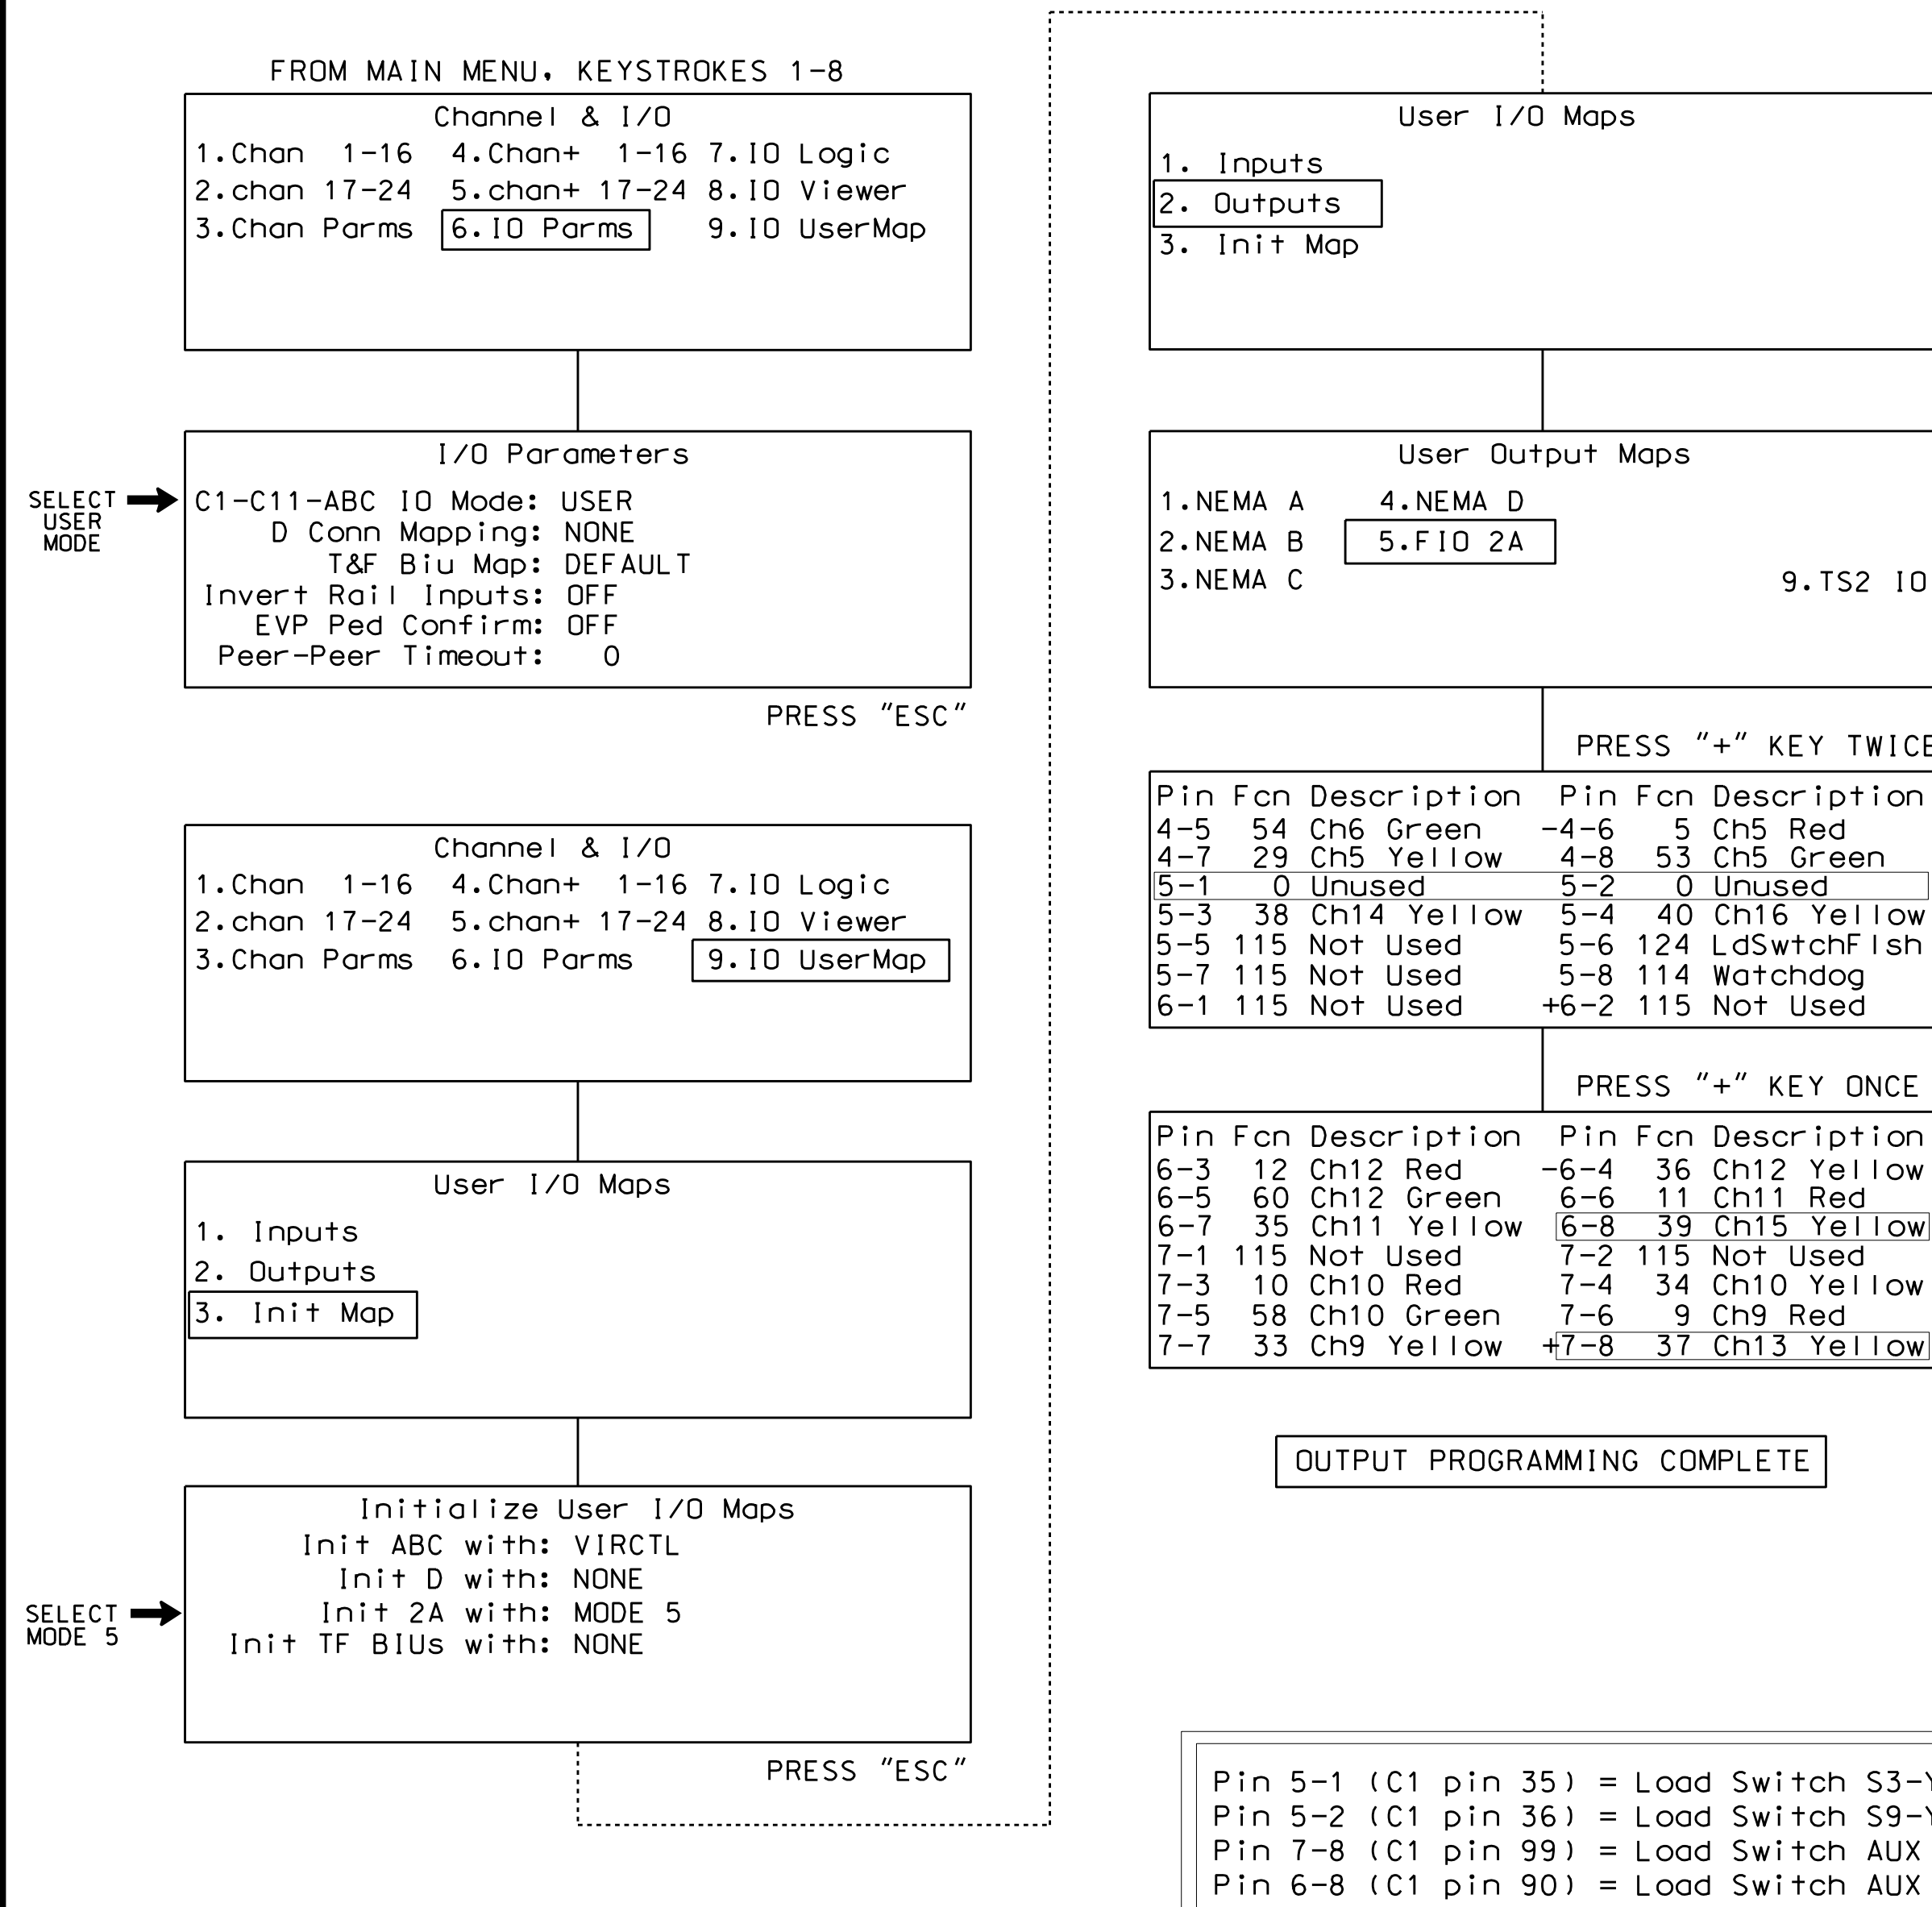 FROM MAIN MENU, KEYSTROKES 1-8
Channel & I/O
1.Chan 1-16 4.Chan+ 1-16 7.IO Logic
2.chan 17-24 5.chan+ 17-24 8.IO Viewer
3.Chan Parms 6.IO Parms 9.IO UserMap
I/O Parameters
SELECT USER MODE
C1-C11-ABC IO Mode: USER
D Conn Mapping: NONE
T&F Biu Map: DEFAULT
Invert Rail Inputs: OFF
EVP Ped Confirm: OFF
Peer-Peer Timeout: 0
PRESS "ESC"
Channel & I/O
1.Chan 1-16 4.Chan+ 1-16 7.IO Logic
2.chan 17-24 5.chan+ 17-24 8.IO Viewer
3.Chan Parms 6.IO Parms 9.IO UserMap
User I/O Maps
1. Inputs
2. Outputs
3. Init Map
Initialize User I/O Maps
Init ABC with: VIRCTL
Init D with: NONE
SELECT MODE 5
Init 2A with: MODE 5
Init TF BIUs with: NONE
PRESS "ESC"
User I/O Maps
1. Inputs
2. Outputs
3. Init Map
User Output Maps
1.NEMA A 4.NEMA D
2.NEMA B 5.FIO 2A
3.NEMA C 9.TS2 IO
PRESS "+" KEY TWICE
Pin Fcn Description Pin Fcn Description
4-5 54 Ch6 Green -4-6 5 Ch5 Red
4-7 29 Ch5 Yellow 4-8 53 Ch5 Green
5-1 0 Unused 5-2 0 Unused
5-3 38 Ch14 Yellow 5-4 40 Ch16 Yellow
5-5 115 Not Used 5-6 124 LdSwtchFlsh
5-7 115 Not Used 5-8 114 Watchdog
6-1 115 Not Used +6-2 115 Not Used
PRESS "+" KEY ONCE
Pin Fcn Description Pin Fcn Description
6-3 12 Ch12 Red -6-4 36 Ch12 Yellow
6-5 60 Ch12 Green 6-6 11 Ch11 Red
6-7 35 Ch11 Yellow 6-8 39 Ch15 Yellow
7-1 115 Not Used 7-2 115 Not Used
7-3 10 Ch10 Red 7-4 34 Ch10 Yellow
7-5 58 Ch10 Green 7-6 9 Ch9 Red
7-7 33 Ch9 Yellow +7-8 37 Ch13 Yellow
OUTPUT PROGRAMMING COMPLETE
Pin 5-1 (C1 pin 35) = Load Switch S3-Y
Pin 5-2 (C1 pin 36) = Load Switch S9-Y
Pin 7-8 (C1 pin 99) = Load Switch AUX
Pin 6-8 (C1 pin 90) = Load Switch AUX